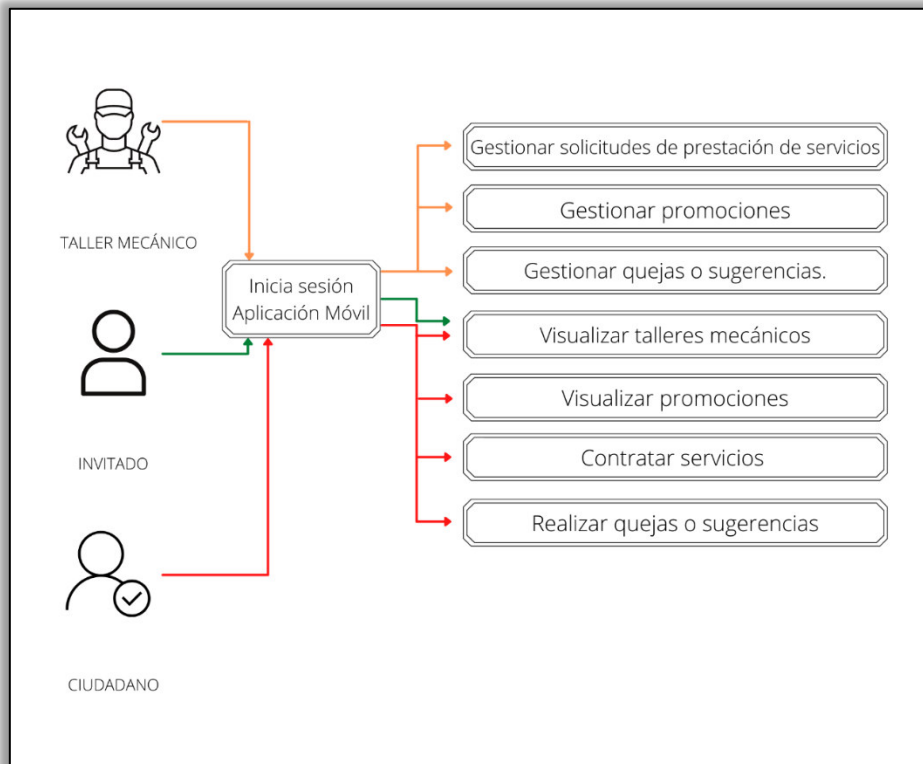 TALLER MECÁNICO
INVITADO
CIUDADANO
Inicia sesión
Aplicación Móvil
Gestionar solicitudes de prestación de servicios
Gestionar promociones
Gestionar quejas o sugerencias.
Visualizar talleres mecánicos
Visualizar promociones
Contratar servicios
Realizar quejas o sugerencias